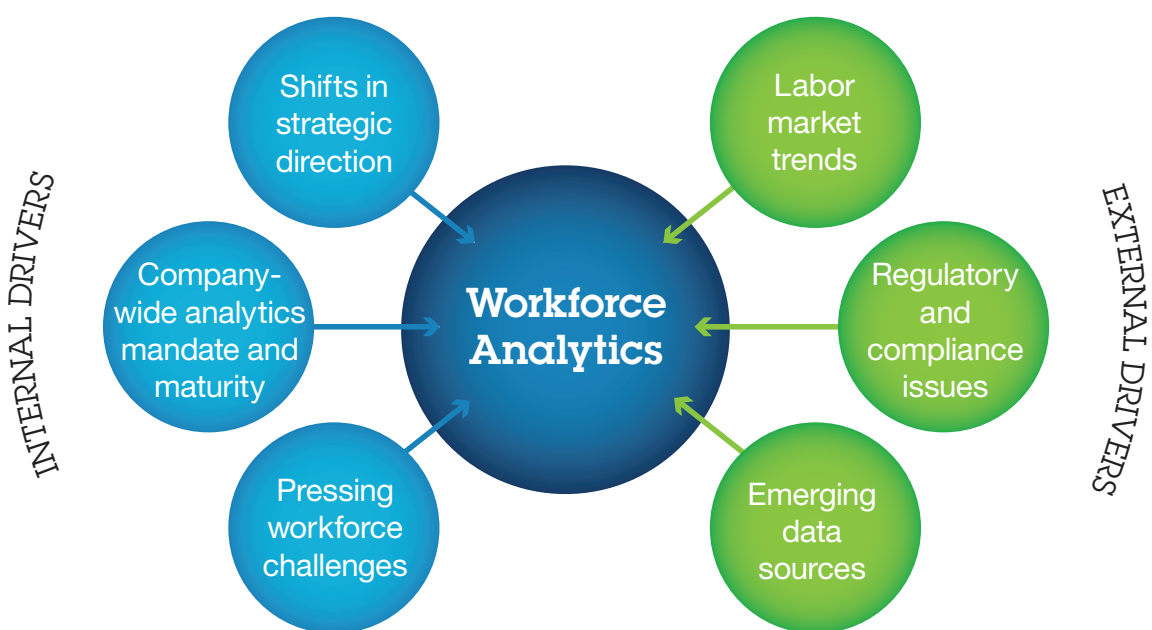 INTERNAL DRIVERS
Shifts in
strategic
direction
Company-
wide analytics
mandate and
maturity
Pressing
workforce
challenges
Workforce
Analytics
Labor
market
trends
Regulatory
and
compliance
issues
Emerging
data
sources
EXTERNAL DRIVERS